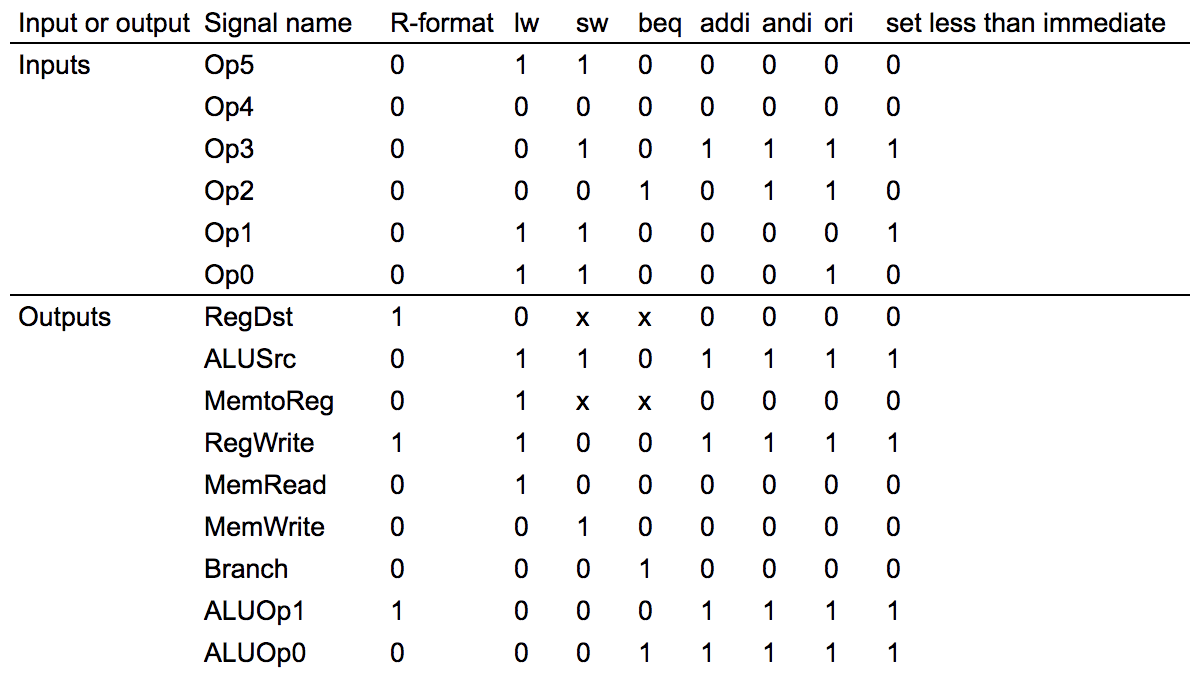 Input or output Signal name R-format lw sw beq addi andi ori set less than immediate
Inputs Op5 0 1 1 0 0 0 0 0
Op4 0 0 0 0 0 0 0 0
Op3 0 0 1 0 1 1 1 1
Op2 0 0 0 1 0 1 1 0
Op1 0 1 1 0 0 0 0 1
Op0 0 1 1 0 0 0 1 0
Outputs RegDst 1 0 x x 0 0 0 0
ALUSrc 0 1 1 0 1 1 1 1
MemtoReg 0 1 x x 0 0 0 0
RegWrite 1 1 0 0 1 1 1 1
MemRead 0 1 0 0 0 0 0 0
MemWrite 0 0 1 0 0 0 0 0
Branch 0 0 0 1 0 0 0 0
ALUOp1 1 0 0 0 1 1 1 1
ALUOp0 0 0 0 1 1 1 1 1